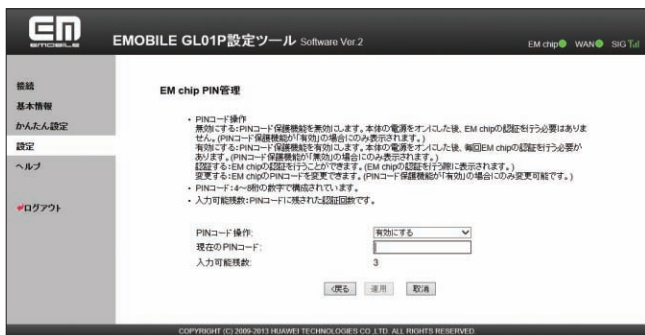 EM
EMOBILE
EMOBILE GL01P設定ツール Software Ver.2
EM chip WAN SIG
接続
基本情報
かんたん設定
設定
ヘルプ
ログアウト
EM chip PIN管理
・PINコード操作
無効にする:PINコード保護機能を無効にします。本体の電源をオンにした後、EM chipの認証を行う必要はありま
せん。(PINコード保護機能が「有効」の場合にのみ表示されます。)
有効にする:PINコード保護機能を有効にします。本体の電源をオンにした後、毎回EM chipの認証を行う必要が
あります。(PINコード保護機能が「無効」の場合にのみ表示されます。)
認証する:EM chipの認証を行うことができます。(EM chipの認証を行う際に表示されます。)
変更する:EM chipのPINコードを変更できます。(PINコード保護機能が「有効」の場合にのみ変更可能です。)
・PINコード:4～8桁の数字で構成されています。
・入力可能残数:PINコードに残された認証回数です。
PINコード操作:
有効にする
現在のPINコード:
入力可能残数:
3
<戻る 適用 取消
COPYRIGHT (C) 2009-2013 HUAWEI TECHNOLOGIES CO.,LTD. ALL RIGHTS RESERVED.